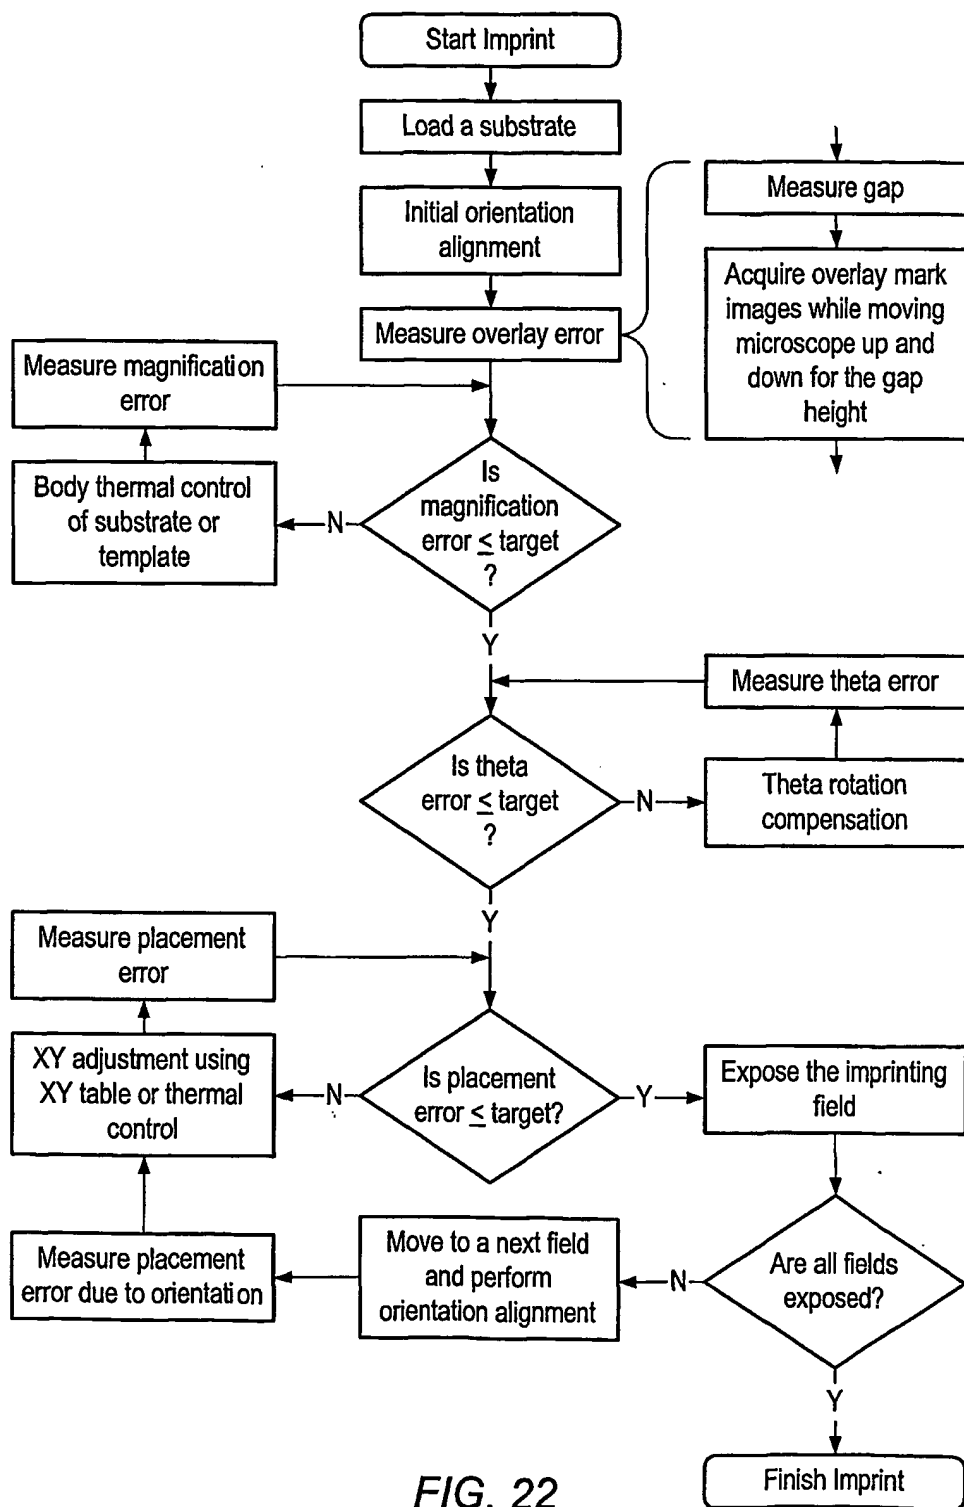 Start Imprint
Load a substrate
Initial orientation
alignment
Measure overlay error
Measure gap
Acquire overlay mark
images while moving
microscope up and
down for the gap
height
Measure magnification
error
Body thermal control
of substrate or
template
N
Is
magnification
error ≤ target
?
Y
Measure theta error
Is theta
error ≤ target
?
N
Theta rotation
compensation
Y
Measure placement
error
XY adjustment using
XY table or thermal
control
N
Is placement
error ≤ target?
Y
Expose the imprinting
field
Measure placement
error due to orientation
Move to a next field
and perform
orientation alignment
N
Are all fields
exposed?
Y
Finish Imprint
FIG. 22